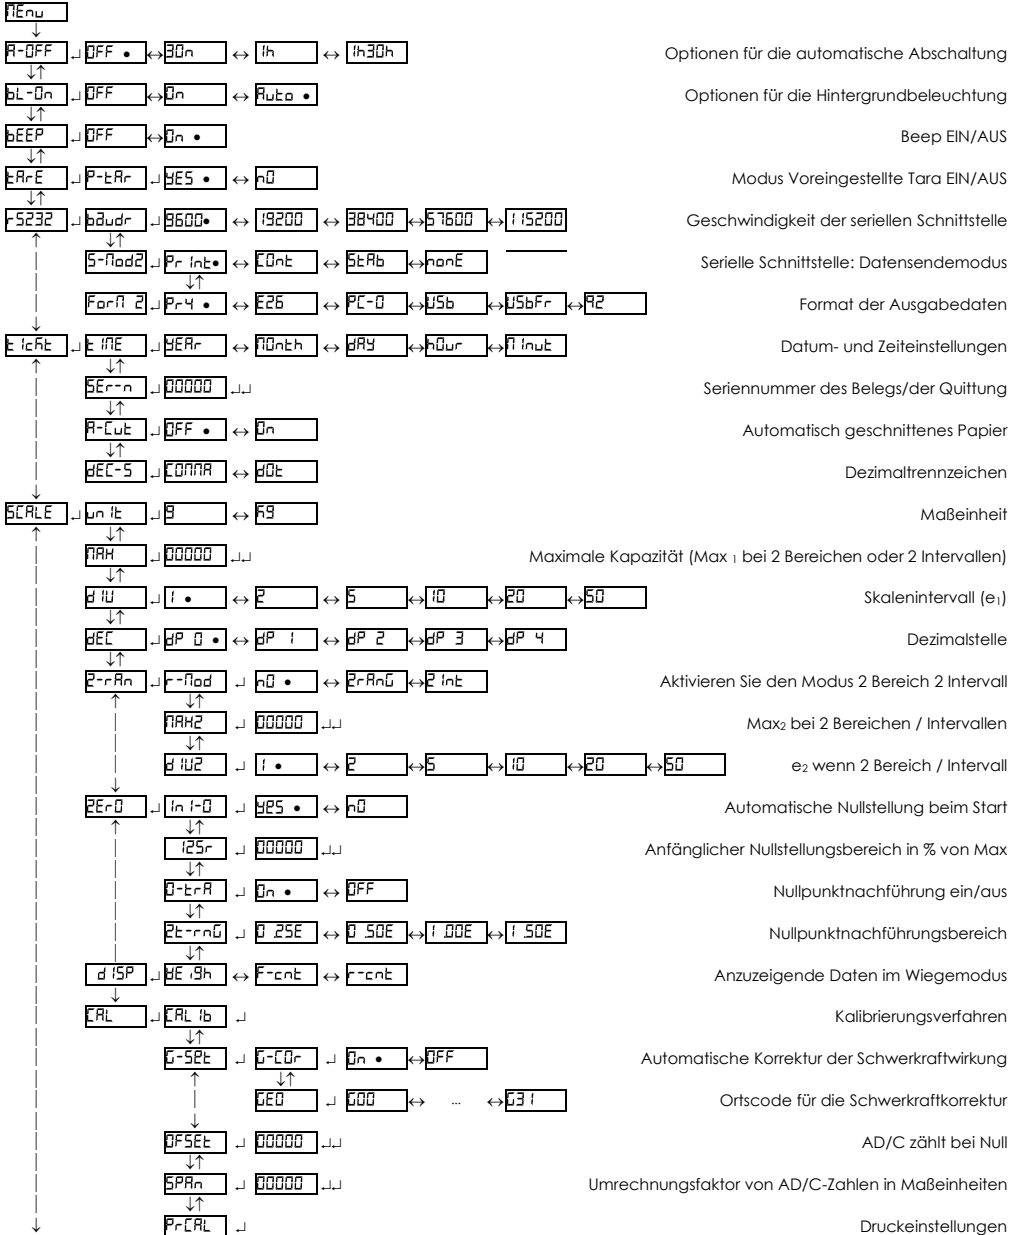 MEnu
A-OFF ↵ OFF • ↔ 30n ↔ 1h ↔ 1h30h Optionen für die automatische Abschaltung
bL-On ↵ OFF ↔ On ↔ Auto • Optionen für die Hintergrundbeleuchtung
bEEP ↵ OFF ↔ On • Beep EIN/AUS
tArE ↵ P-tAr ↵ YES • ↔ nO Modus Voreingestellte Tara EIN/AUS
rS232 ↵ bAudr ↵ 9600• ↔ 19200 ↔ 38400 ↔ 57600 ↔ 115200 Geschwindigkeit der seriellen Schnittstelle
S-Mod2 ↵ PrInt• ↔ COnt ↔ StAb ↔ nonE Serielle Schnittstelle: Datensendemodus
ForM 2 ↵ Pr4 • ↔ E26 ↔ PC-0 ↔ USb ↔ USbFr ↔ A2 Format der Ausgabedaten
tIckt ↵ tIME ↵ YEAr ↔ MOnth ↔ dAY ↔ hOur ↔ MInut Datum- und Zeiteinstellungen
SEr-n ↵ 00000 ↵↵ Seriennummer des Belegs/der Quittung
A-Cut ↵ OFF • ↔ On Automatisch geschnittenes Papier
dEC-S ↵ COMMA ↔ dOt Dezimaltrennzeichen
SCALE ↵ unIt ↵ g ↔ kg Maßeinheit
MAX ↵ 00000 ↵↵ Maximale Kapazität (Max 1 bei 2 Bereichen oder 2 Intervallen)
dIV ↵ 1 • ↔ 2 ↔ 5 ↔ 10 ↔ 20 ↔ 50 Skalenintervall (e1)
dEC ↵ dP 0 • ↔ dP 1 ↔ dP 2 ↔ dP 3 ↔ dP 4 Dezimalstelle
2-rAn ↵ r-Mod ↵ nO • ↔ 2rAnG ↔ 2Int Aktivieren Sie den Modus 2 Bereich 2 Intervall
MAX2 ↵ 00000 ↵↵ Max2 bei 2 Bereichen / Intervallen
dIV2 ↵ 1 • ↔ 2 ↔ 5 ↔ 10 ↔ 20 ↔ 50 e2 wenn 2 Bereich / Intervall
ZErO ↵ InI-0 ↵ YES • ↔ nO Automatische Nullstellung beim Start
IZSr ↵ 00000 ↵↵ Anfänglicher Nullstellungsbereich in % von Max
0-trA ↵ On • ↔ OFF Nullpunktnachführung ein/aus
Zt-rnG ↵ 0.25E ↔ 0.50E ↔ 1.00E ↔ 1.50E Nullpunktnachführungsbereich
dISP ↵ WEigh ↔ F-cnt ↔ r-cnt Anzuzeigende Daten im Wiegemodus
CAL ↵ CALIb ↵ Kalibrierungsverfahren
G-SEt ↵ G-COr ↵ On • ↔ OFF Automatische Korrektur der Schwerkraftwirkung
GEO ↵ G00 ↔ ... ↔ G31 Ortscode für die Schwerkraftkorrektur
OFSEt ↵ 00000 ↵↵ AD/C zählt bei Null
SPAn ↵ 00000 ↵↵ Umrechnungsfaktor von AD/C-Zahlen in Maßeinheiten
PrCAL ↵ Druckeinstellungen